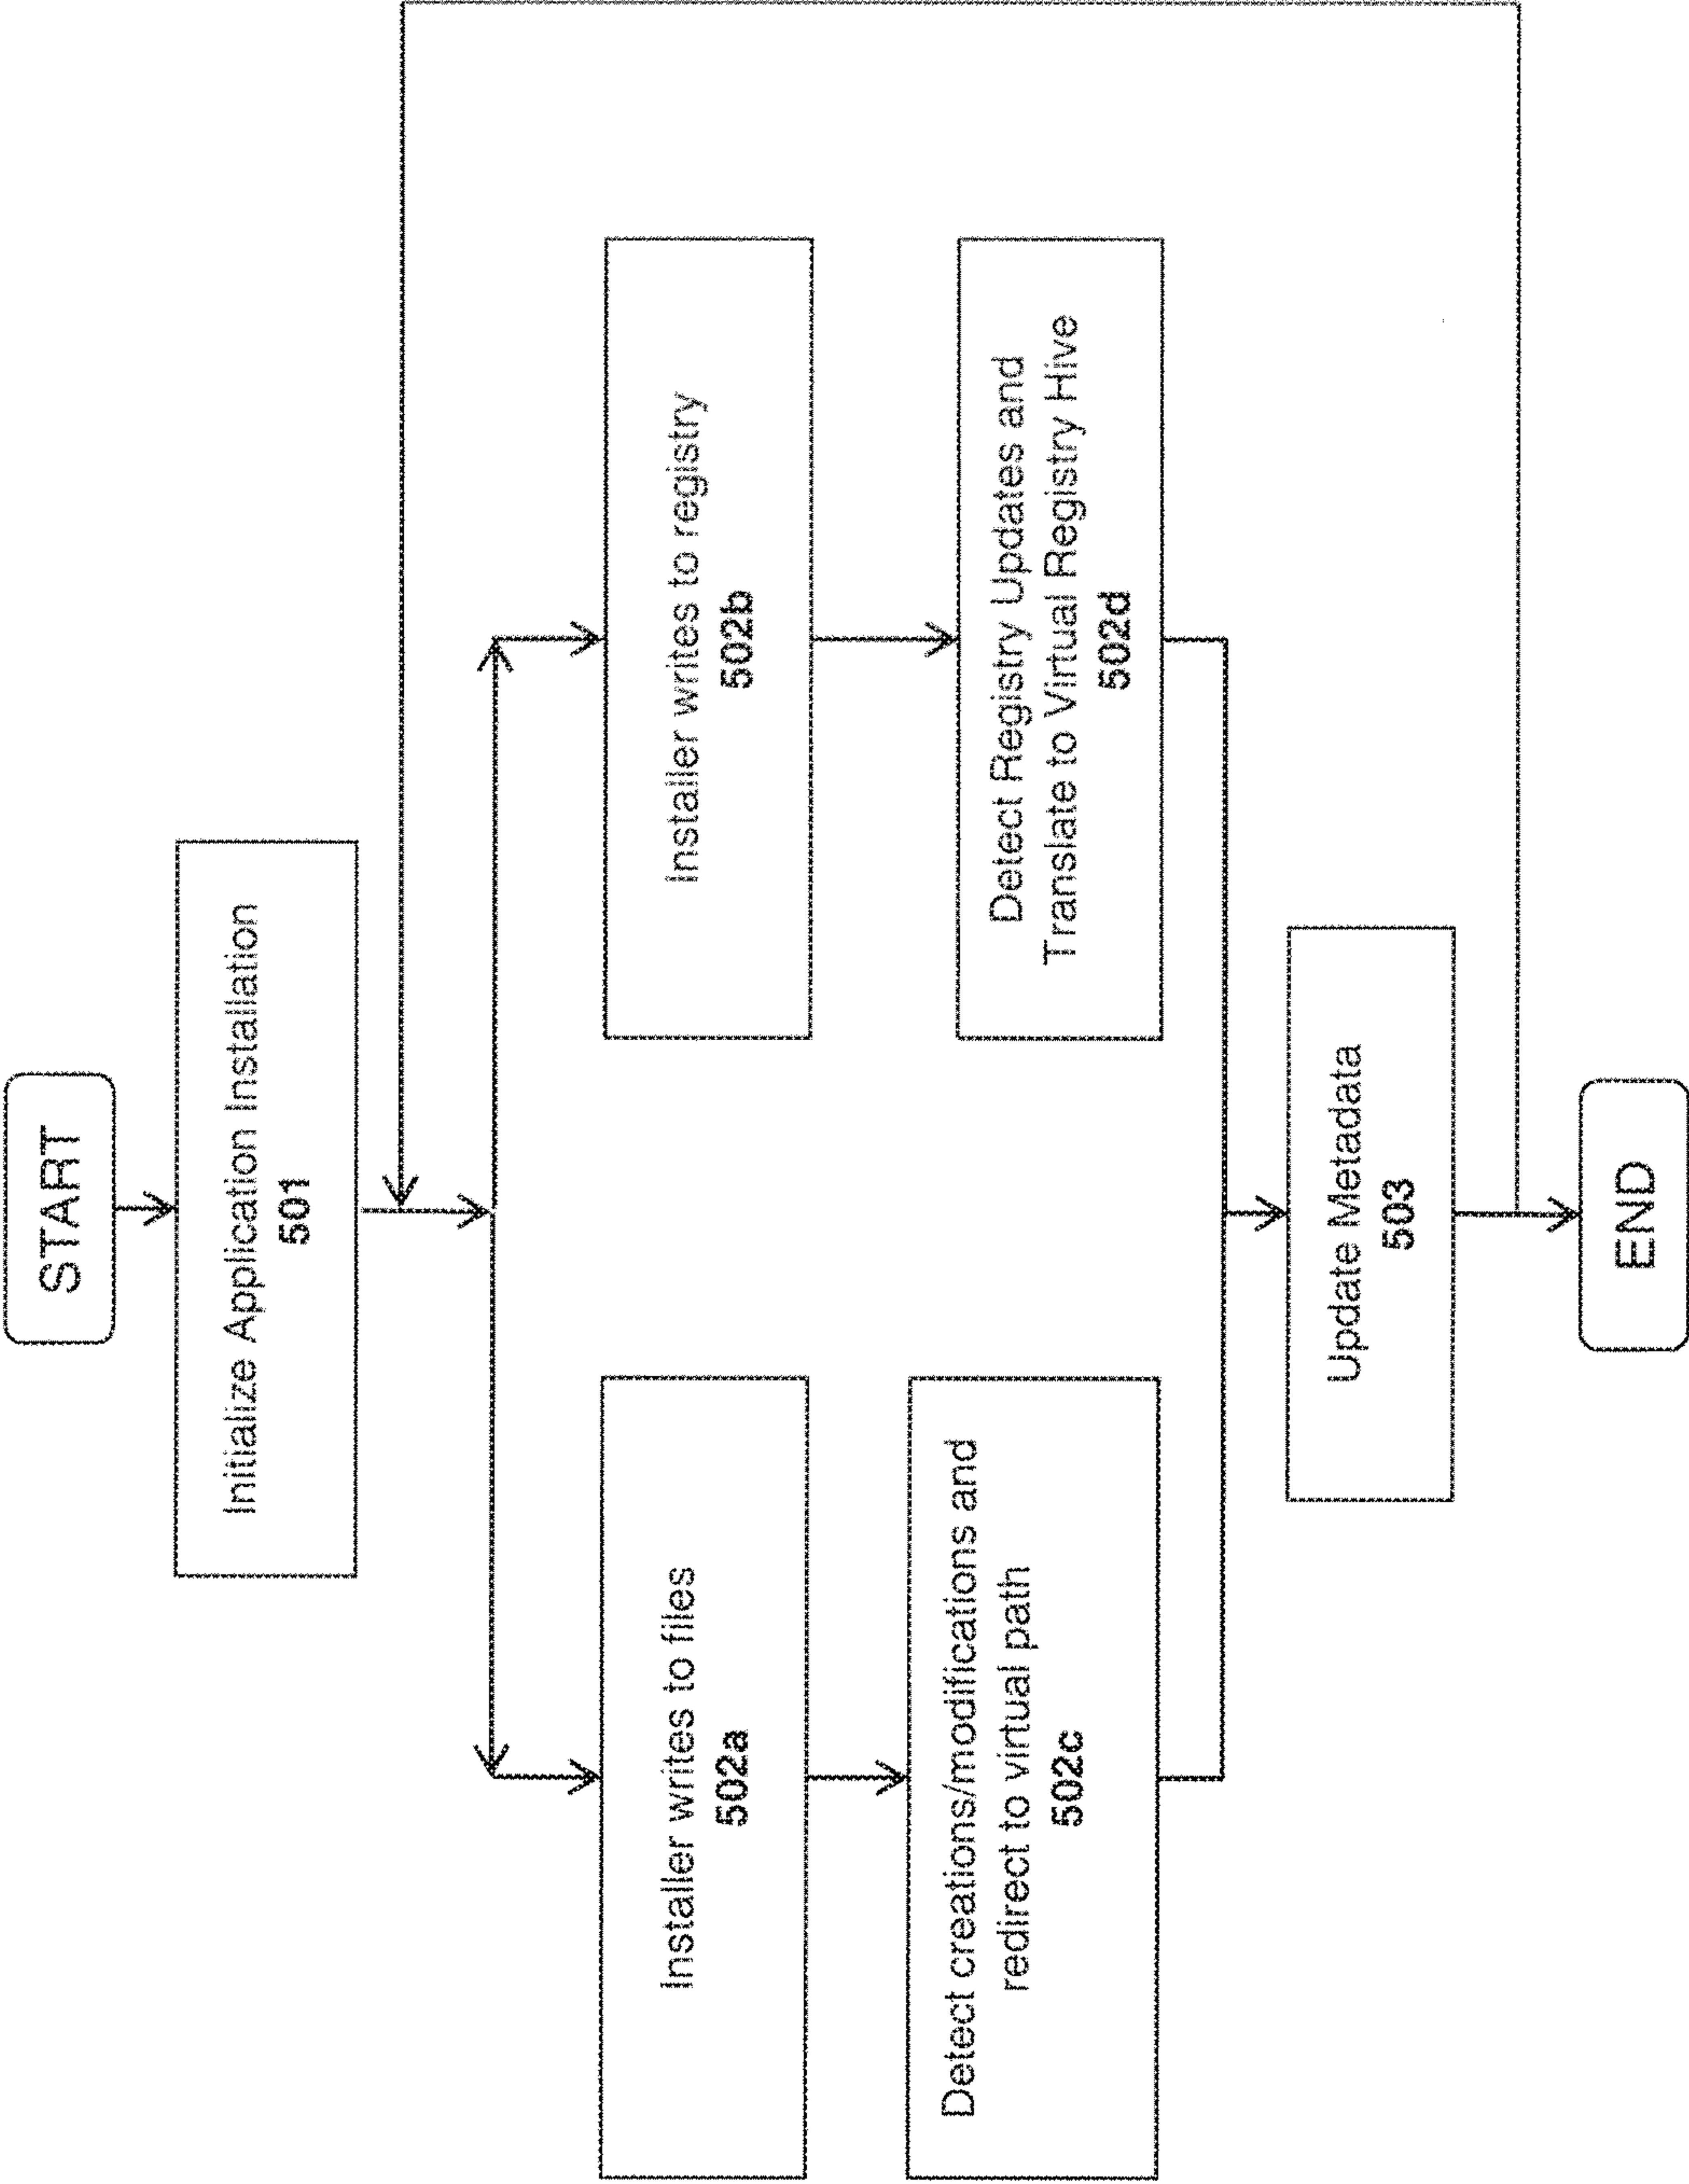 START
Initialize Application Installation
501
Installer writes to files
502a
Installer writes to registry
502b
Detect creations/modifications and
redirect to virtual path
502c
Detect Registry Updates and
Translate to Virtual Registry Hive
502d
Update Metadata
503
END